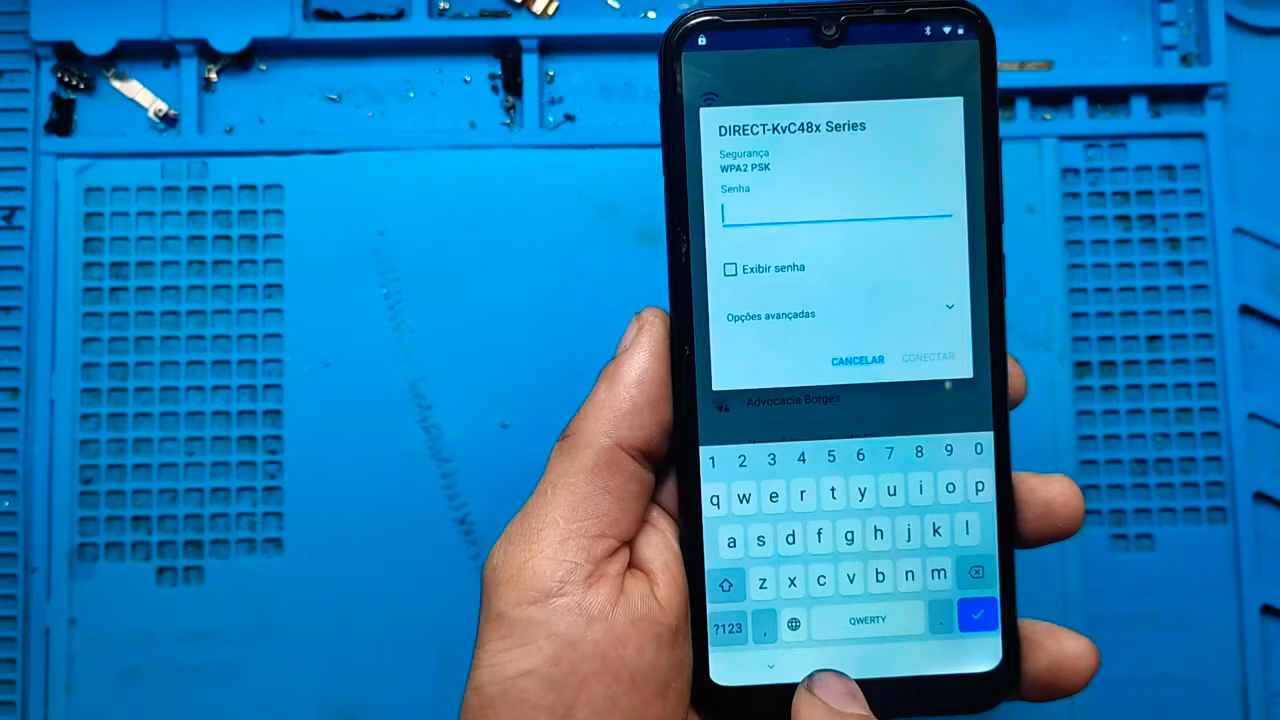 DIRECT-KvC48x Series
Segurança
WPA2 PSK
Senha
Exibir senha
Opções avançadas
CANCELAR CONECTAR
Advocacia Borges
1 2 3 4 5 6 7 8 9 0
q w e r t y u i o p
a s d f g h j k l
z x c v b n m
?123 , QWERTY .